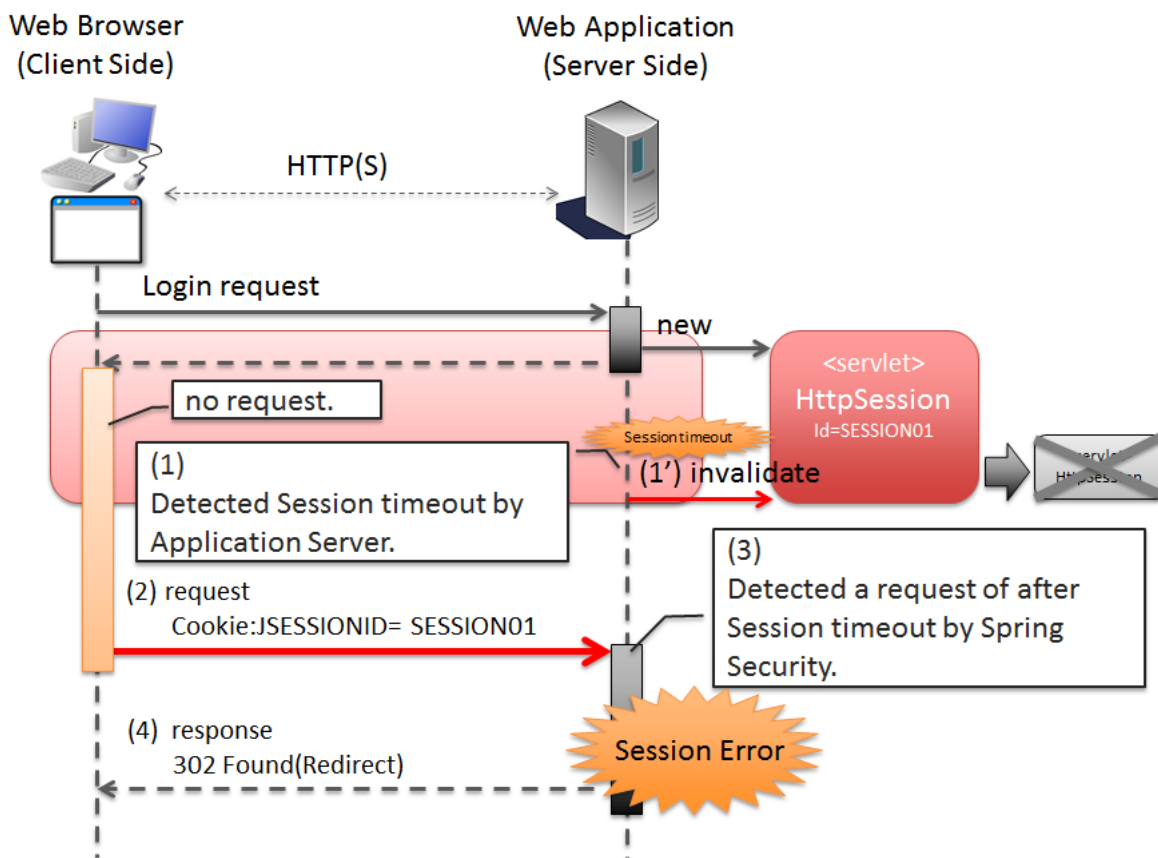 Web Browser
(Client Side)
Web Application
(Server Side)
HTTP(S)
Login request
new
<servlet>
HttpSession
Id=SESSION01
no request.
Session timeout
(1)
Detected Session timeout by
Application Server.
(1’) invalidate
HttpSession
(2) request
Cookie:JSESSIONID= SESSION01
(3)
Detected a request of after
Session timeout by Spring
Security.
(4) response
302 Found(Redirect)
Session Error